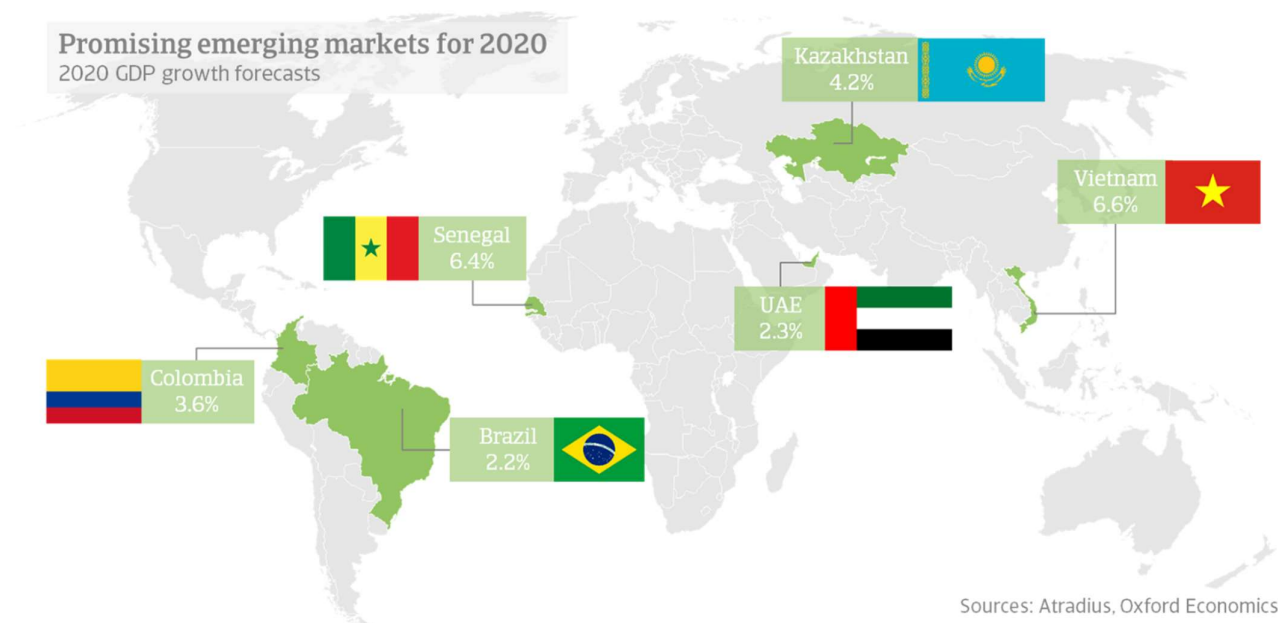 Promising emerging markets for 2020
2020 GDP growth forecasts
Kazakhstan
4.2%
Vietnam
6.6%
Senegal
6.4%
UAE
2.3%
Colombia
3.6%
Brazil
2.2%
Sources: Atradius, Oxford Economics